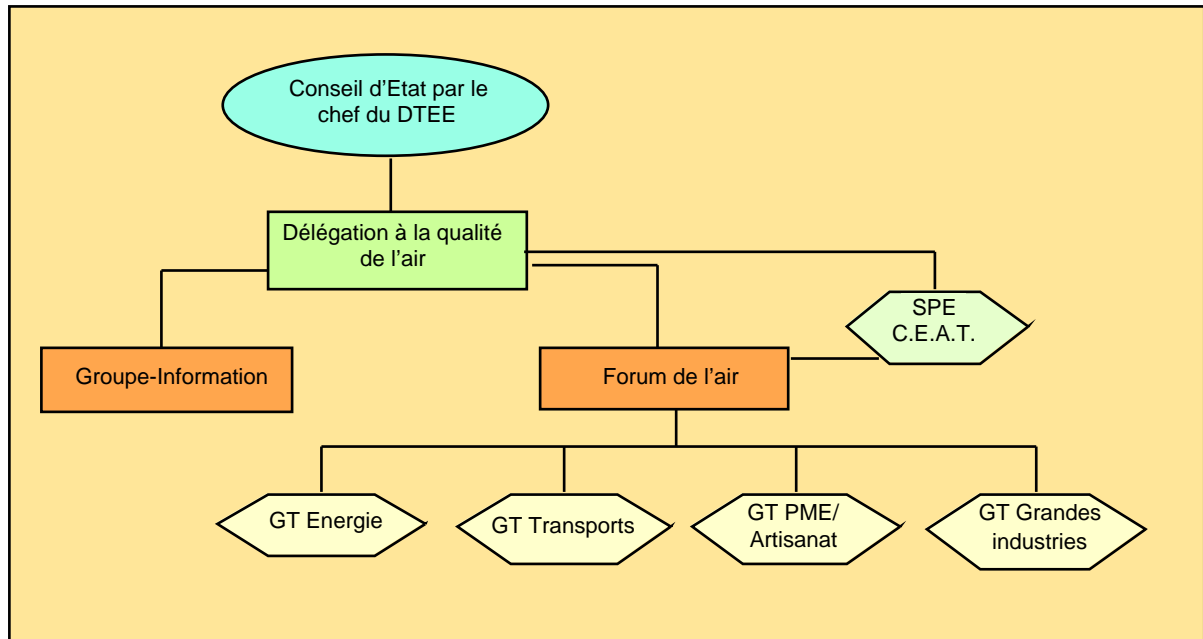 Conseil d’Etat par le
chef du DTEE
Délégation à la qualité
de l’air
SPE
C.E.A.T.
Groupe-Information
Forum de l’air
GT Energie
GT Transports
GT PME/
Artisanat
GT Grandes
industries